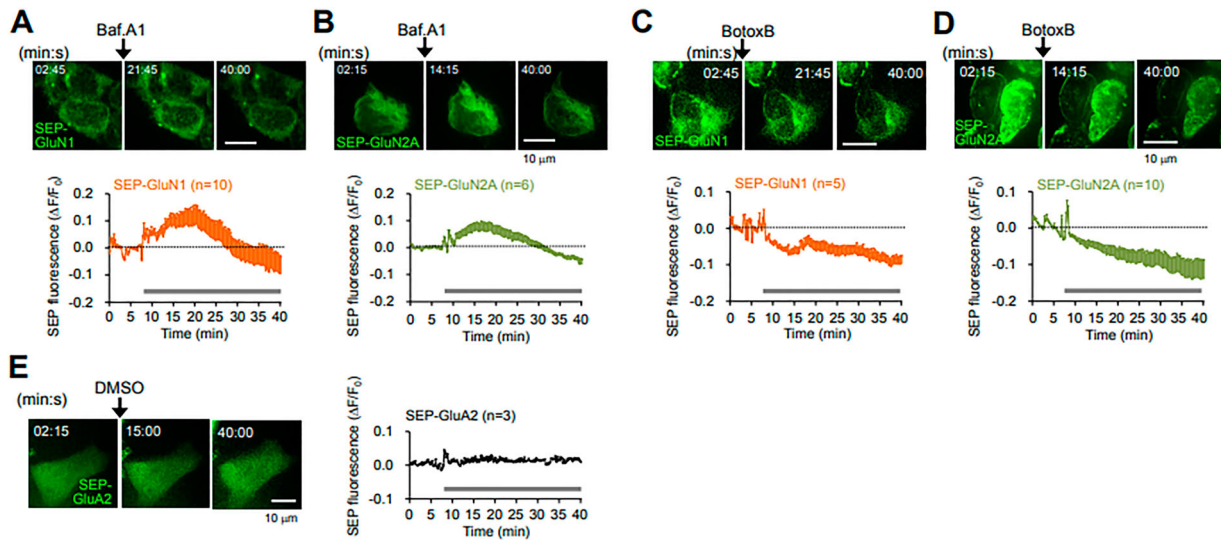 A
Baf.A1
(min:s)
02:45
21:45
40:00
SEP-
GluN1
SEP-GluN1 (n=10)
SEP fluorescence (ΔF/F0)
0.2
0.1
0.0
-0.1
-0.2
0 5 10 15 20 25 30 35 40
Time (min)
B
Baf.A1
(min:s)
02:15
14:15
40:00
SEP-GluN2A
10 μm
SEP-GluN2A (n=6)
SEP fluorescence (ΔF/F0)
0.2
0.1
0.0
-0.1
-0.2
0 5 10 15 20 25 30 35 40
Time (min)
C
BotoxB
(min:s)
02:45
21:45
40:00
SEP-GluN1
SEP-GluN1 (n=5)
SEP fluorescence (ΔF/F0)
0.1
0.0
-0.1
-0.2
0 5 10 15 20 25 30 35 40
Time (min)
D
BotoxB
(min:s)
02:15
14:15
40:00
SEP-
GluN2A
10 μm
SEP-GluN2A (n=10)
SEP fluorescence (ΔF/F0)
0.1
0.0
-0.1
-0.2
0 5 10 15 20 25 30 35 40
Time (min)
E
DMSO
(min:s)
02:15
15:00
40:00
SEP-
GluA2
10 μm
SEP-GluA2 (n=3)
SEP fluorescence (ΔF/F0)
0.1
0.0
-0.1
0 5 10 15 20 25 30 35 40
Time (min)